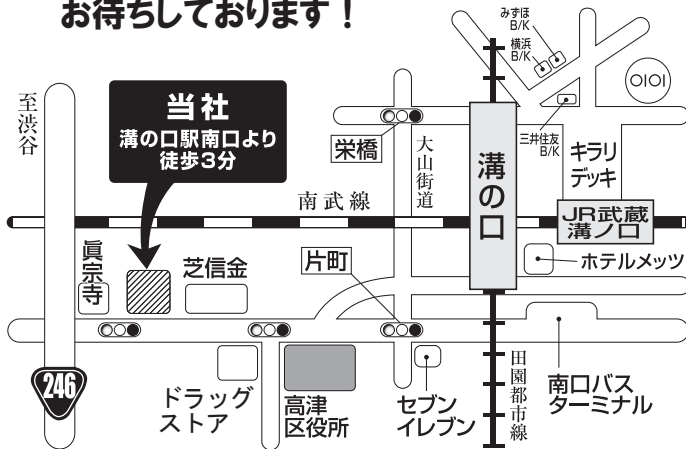 お待ちしております！
みずほ
B/K
横浜
B/K
0101
三井住友
B/K
至渋谷
当社
溝の口駅南口より
徒歩3分
栄橋
大山街道
溝の口
キラリ
デッキ
南武線
JR武蔵
溝ノ口
眞宗寺
芝信金
片町
ホテルメッツ
246
ドラッグ
ストア
高津
区役所
セブン
イレブン
田園都市線
南口バス
ターミナル